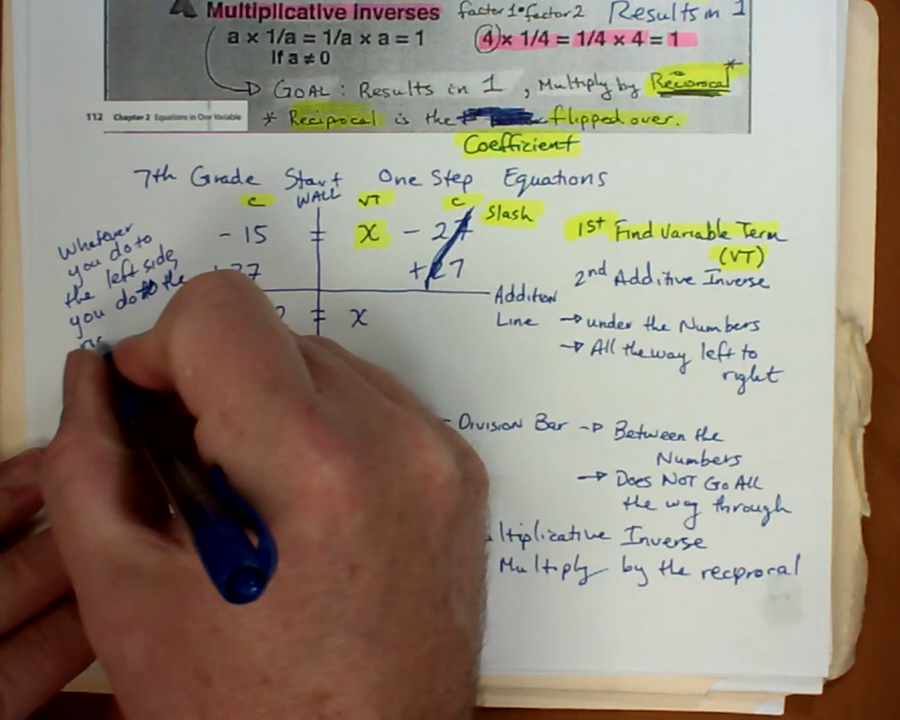 Multiplicative Inverses factor 1 • factor 2 Results in 1
a x 1/a = 1/a x a = 1 4 x 1/4 = 1/4 x 4 = 1
If a ≠ 0
GOAL: Results in 1, Multiply by Reciprocal*
112 Chapter 2 Equations in One Variable * Reciprocal is the flipped over.
Coefficient
7th Grade Start One Step Equations
C WALL VT C Slash
- 15 = x - 27 1st Find Variable Term
(VT)
+27 +27 2nd Additive Inverse
Whatever
you do to
the left side
you do to the
Addition
Line → under the Numbers
= x
→ All the way left to
right
- Division Bar → Between the
Numbers
→ Does NOT Go All
the way through
ltiplicative Inverse
Multiply by the reciprocal